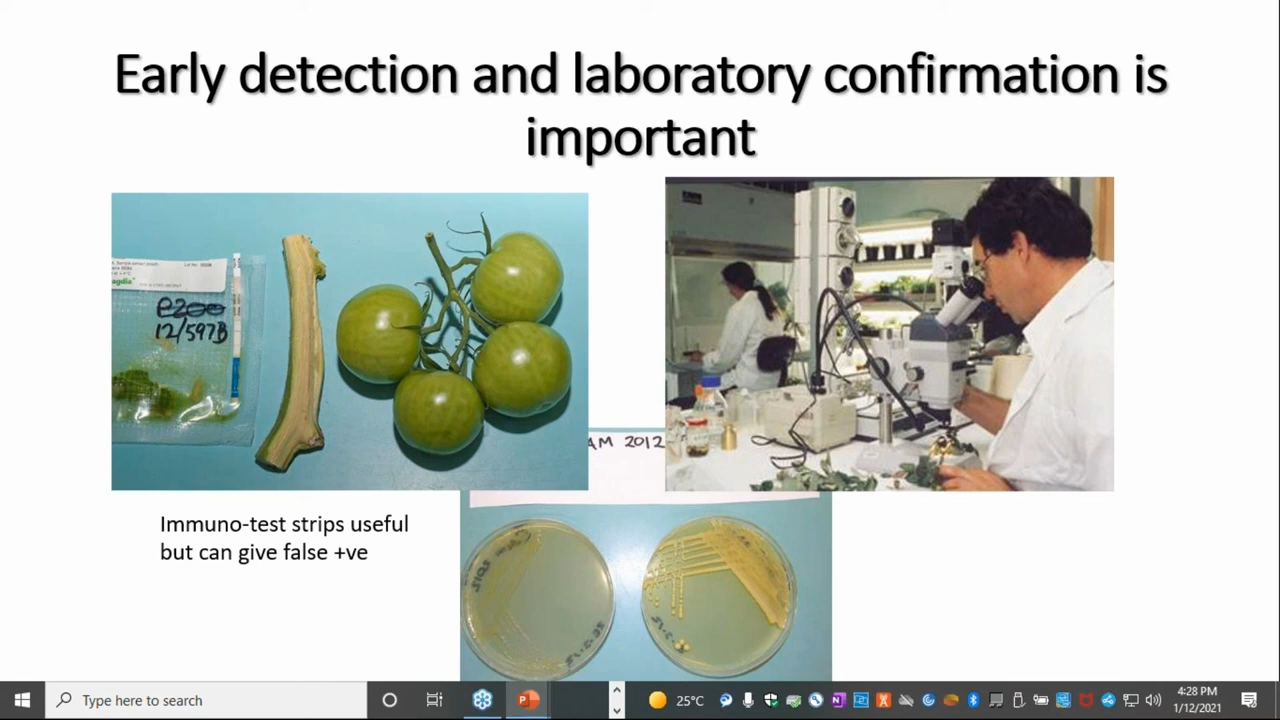 Early detection and laboratory confirmation is
important
agdia
e200
12/597B
AM 2012
Immuno-test strips useful
but can give false +ve
Type here to search
25°C
4:28 PM
1/12/2021